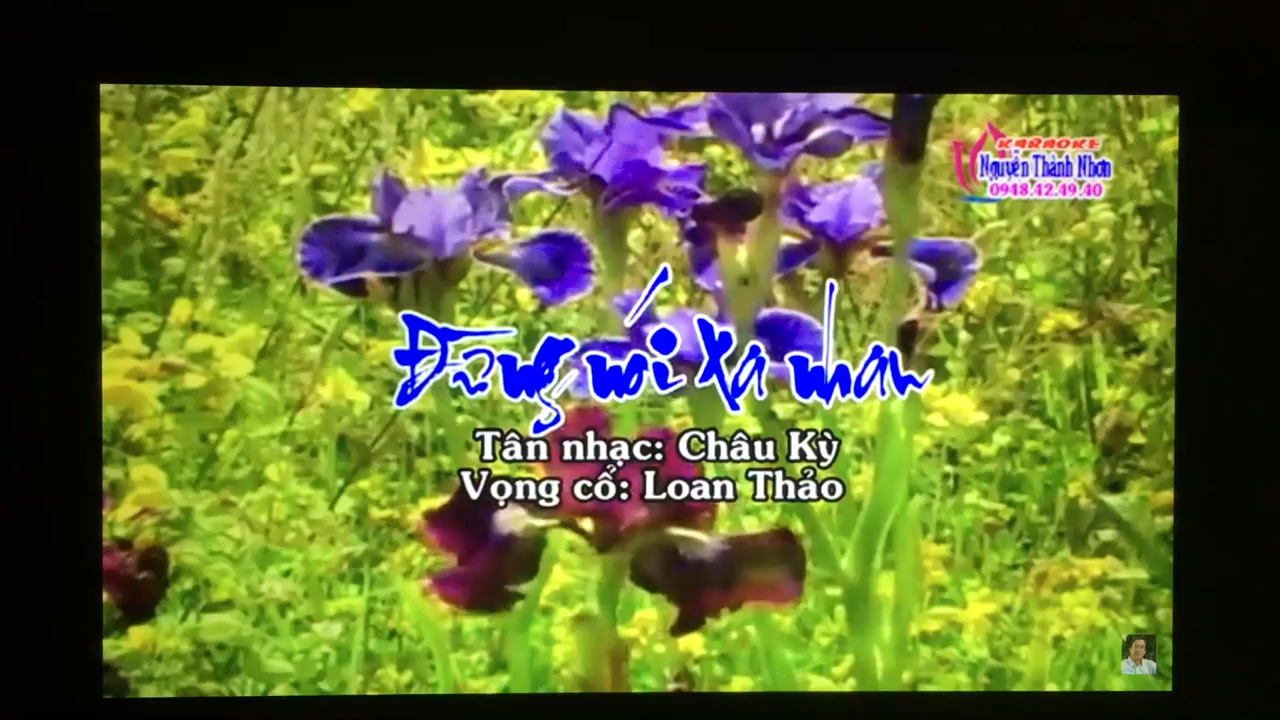 KARAOKE
Nguyễn Thành Nhơn
0948.42.49.40
Đừng nói xa nhau
Tân nhạc: Châu Kỳ
Vọng cổ: Loan Thảo